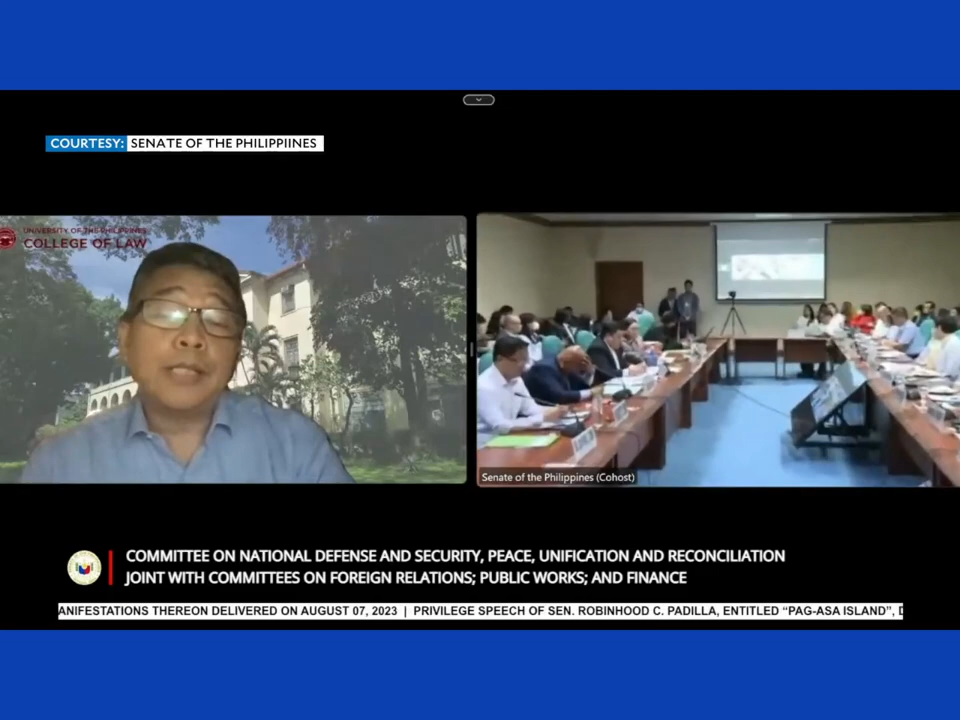 COURTESY: SENATE OF THE PHILIPPIINES
UNIVERSITY OF THE PHILIPPINES
COLLEGE OF LAW
Senate of the Philippines (Cohost)
COMMITTEE ON NATIONAL DEFENSE AND SECURITY, PEACE, UNIFICATION AND RECONCILIATION
JOINT WITH COMMITTEES ON FOREIGN RELATIONS; PUBLIC WORKS; AND FINANCE
ANIFESTATIONS THEREON DELIVERED ON AUGUST 07, 2023 | PRIVILEGE SPEECH OF SEN. ROBINHOOD C. PADILLA, ENTITLED “PAG-ASA ISLAND”, D